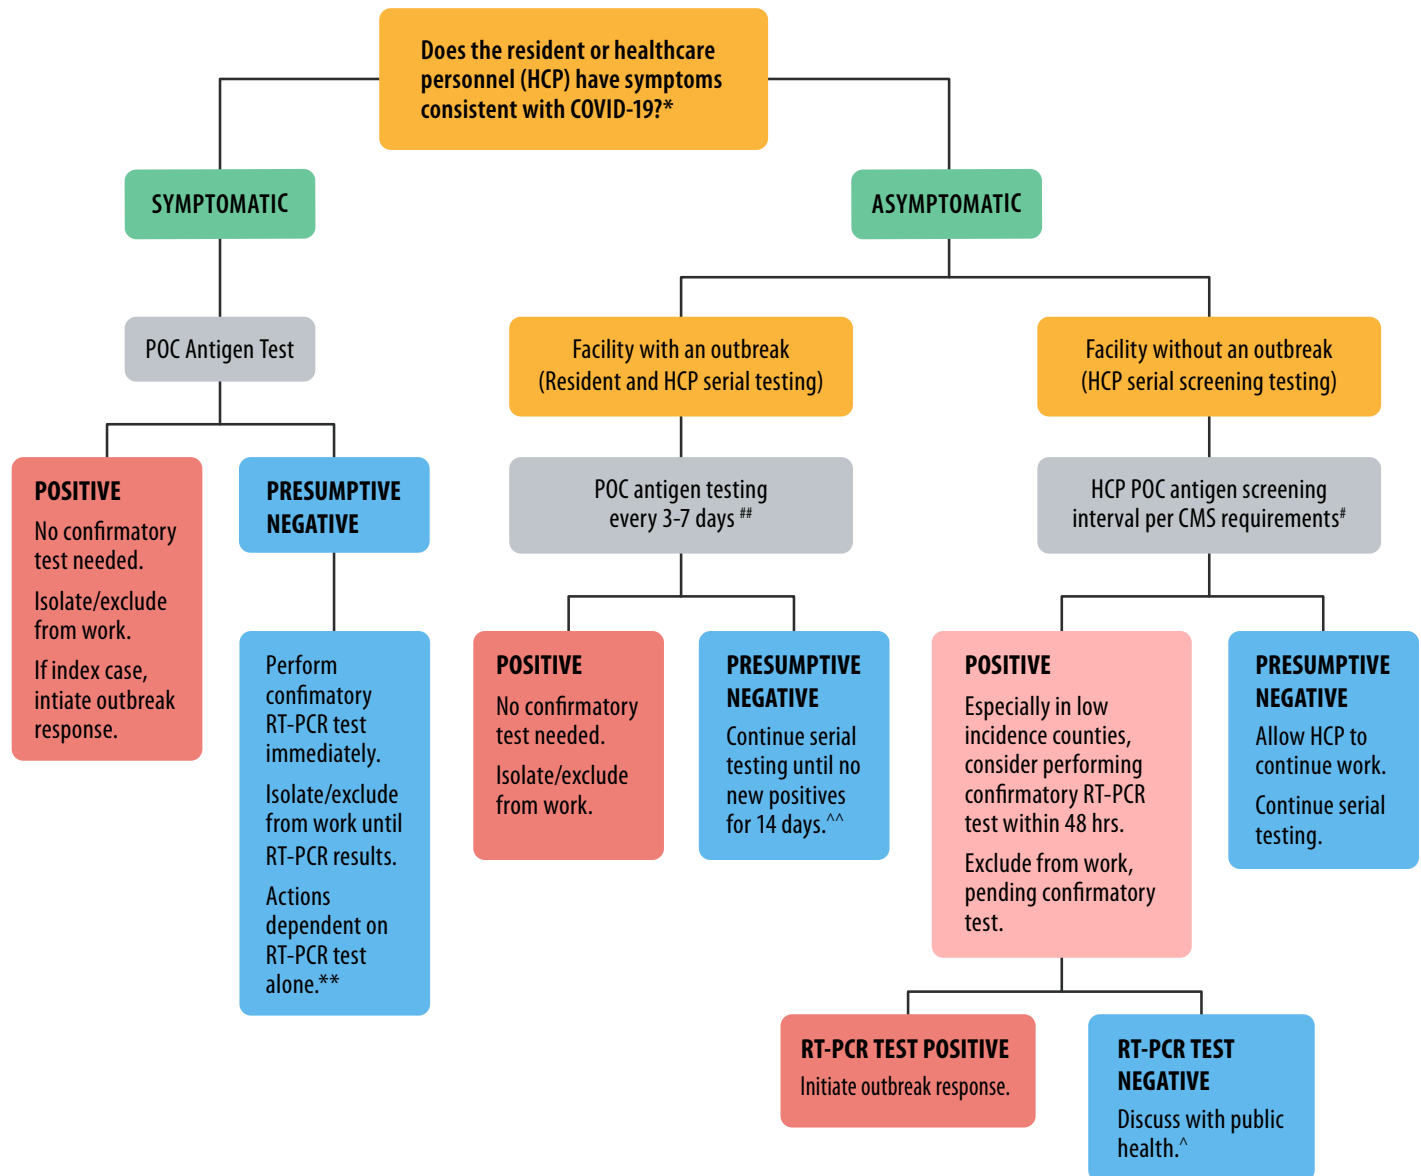 Does the resident or healthcare
personnel (HCP) have symptoms
consistent with COVID-19?*
SYMPTOMATIC
ASYMPTOMATIC
POC Antigen Test
Facility with an outbreak
(Resident and HCP serial testing)
Facility without an outbreak
(HCP serial screening testing)
POSITIVE
No confirmatory
test needed.
Isolate/exclude
from work.
If index case,
intiate outbreak
response.
PRESUMPTIVE
NEGATIVE
Perform
confimatory
RT-PCR test
immediately.
Isolate/exclude
from work until
RT-PCR results.
Actions
dependent on
RT-PCR test
alone.**
POC antigen testing
every 3-7 days ##
HCP POC antigen screening
interval per CMS requirements#
POSITIVE
No confirmatory
test needed.
Isolate/exclude
from work.
PRESUMPTIVE
NEGATIVE
Continue serial
testing until no
new positives
for 14 days.^^
POSITIVE
Especially in low
incidence counties,
consider performing
confirmatory RT-PCR
test within 48 hrs.
Exclude from work,
pending confirmatory
test.
PRESUMPTIVE
NEGATIVE
Allow HCP to
continue work.
Continue serial
testing.
RT-PCR TEST POSITIVE
Initiate outbreak response.
RT-PCR TEST
NEGATIVE
Discuss with public
health.^